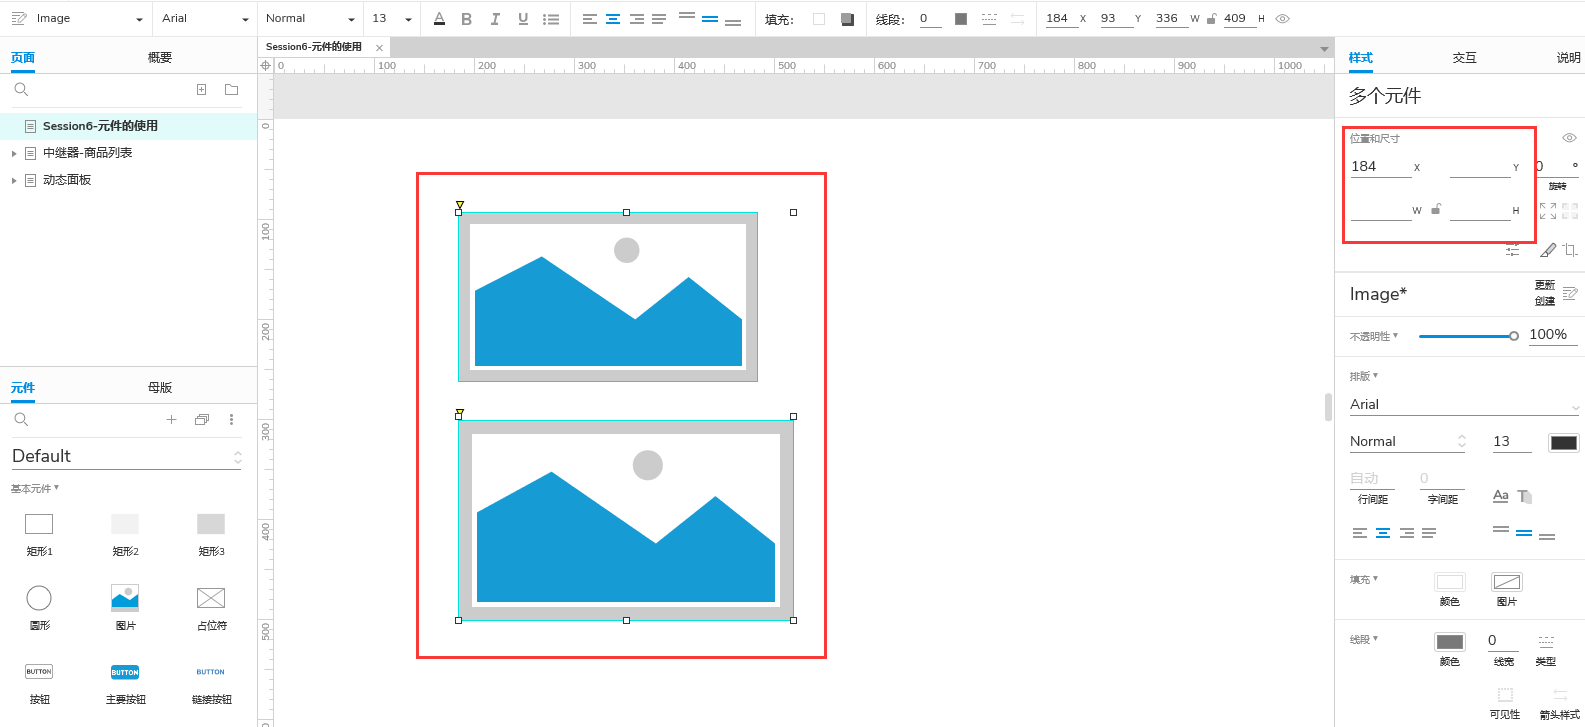 Image Arial Normal 13 A B I U 填充: 线段: 0 184 X 93 Y 336 W 409 H
页面 概要
Session6-元件的使用
样式 交互 说明
0 100 200 300 400 500 600 700 800 900 1000
Session6-元件的使用
中继器-商品列表
动态面板
0
100
200
300
400
500
多个元件
位置和尺寸
184 X Y 0 °
旋转
W H
Image* 更新
创建
不透明性 100%
排版
Arial
Normal 13
自动 0
行间距 字间距 Aa T
填充
颜色 图片
线段 0
颜色 线宽 类型
可见性 箭头样式
元件 母版
Default
基本元件
矩形1 矩形2 矩形3
圆形 图片 占位符
BUTTON BUTTON BUTTON
按钮 主要按钮 链接按钮